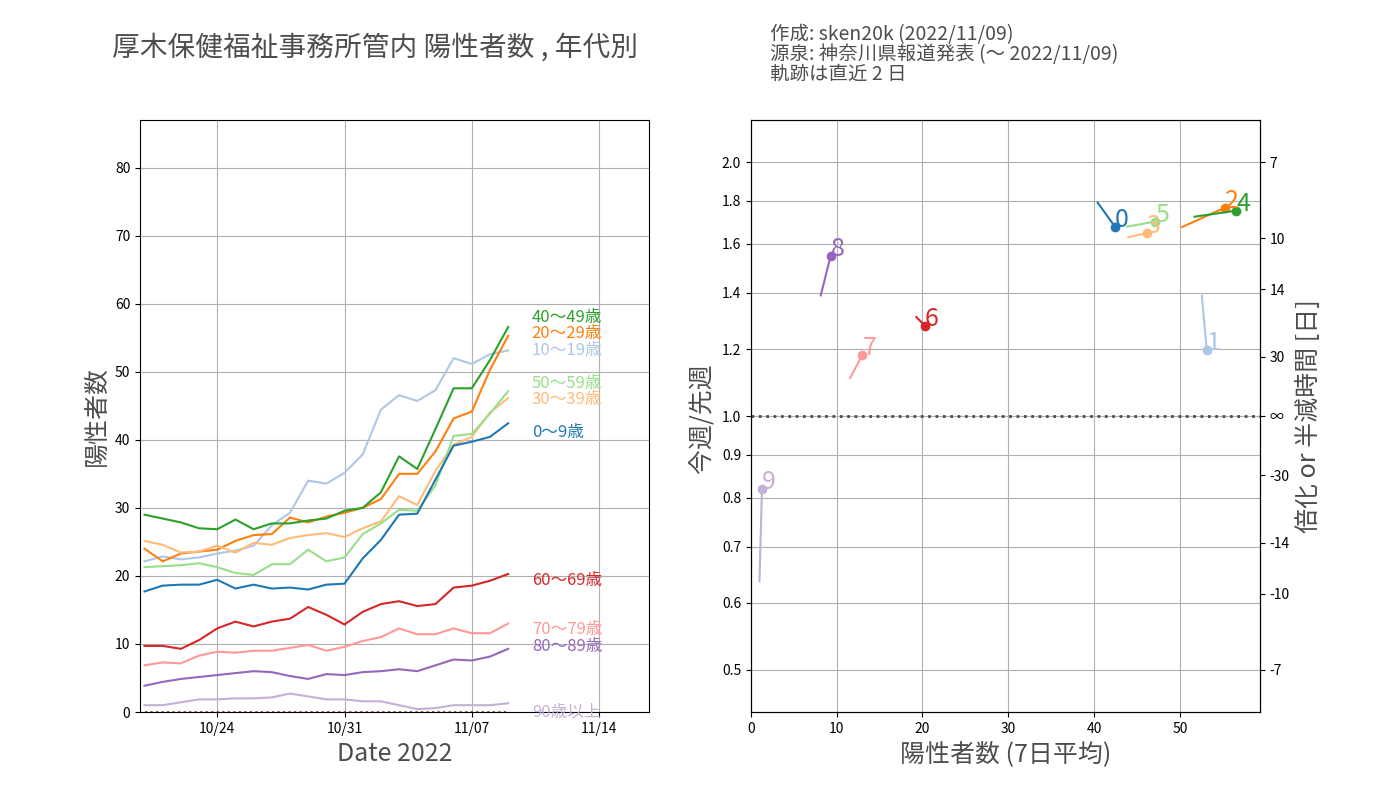 厚木保健福祉事務所管内 陽性者数 , 年代別
作成: sken20k (2022/11/09)
源泉: 神奈川県報道発表 (〜 2022/11/09)
軌跡は直近 2 日
陽性者数
80
70
60
50
40
30
20
10
0
40〜49歳
20〜29歳
10〜19歳
50〜59歳
30〜39歳
0〜9歳
60〜69歳
70〜79歳
80〜89歳
90歳以上
10/24
10/31
11/07
11/14
Date 2022
今週/先週
2.0
1.8
1.6
1.4
1.2
1.0
0.9
0.8
0.7
0.6
0.5
0
1
2
3
4
5
6
7
8
9
7
10
14
30
∞
-30
-14
-10
-7
倍化 or 半減時間 [日]
0
10
20
30
40
50
陽性者数 (7日平均)